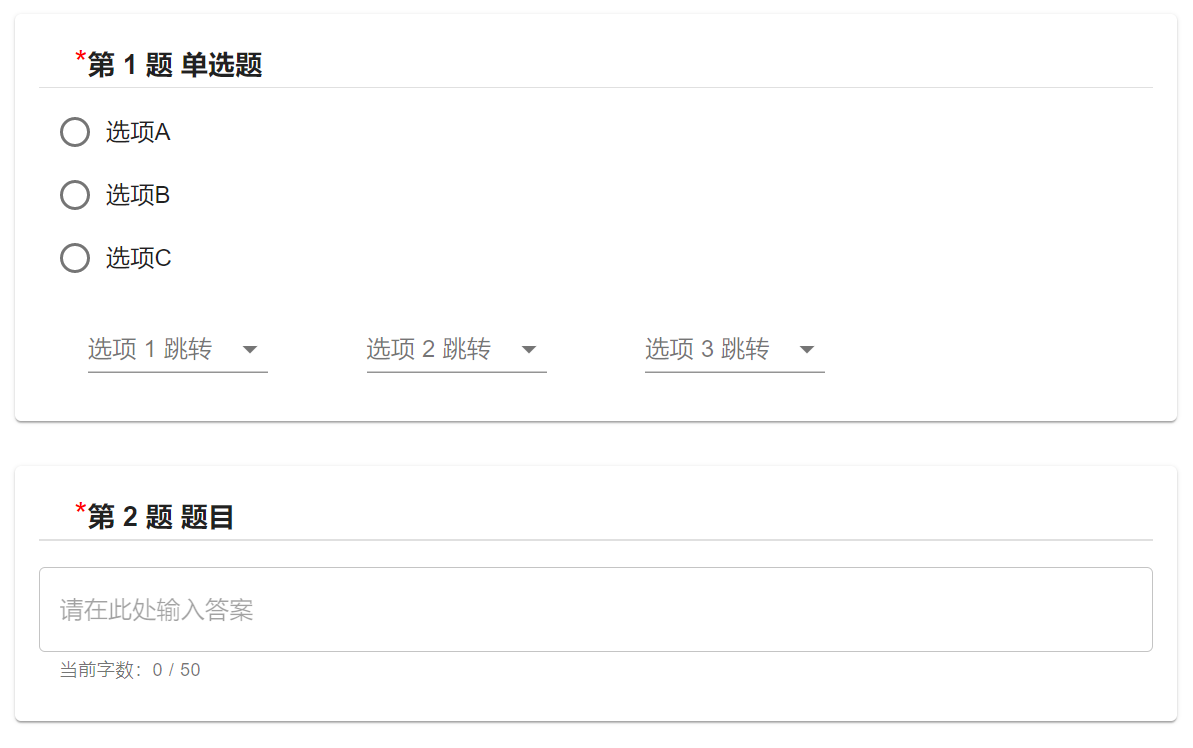 *第 1 题 单选题
选项A
选项B
选项C
选项 1 跳转 选项 2 跳转 选项 3 跳转
*第 2 题 题目
请在此处输入答案
当前字数：0 / 50